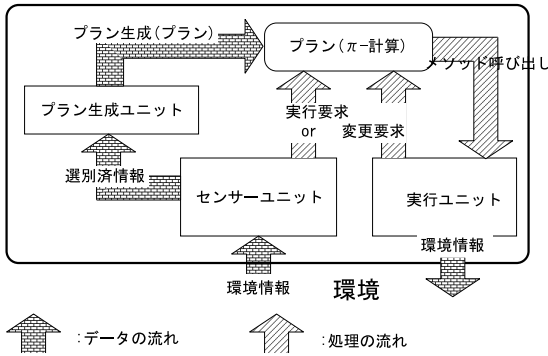 プラン生成(プラン)
プラン(π-計算)
メソッド呼び出し
プラン生成ユニット
実行要求
or
変更要求
選別済情報
センサーユニット
実行ユニット
環境情報
環境情報
環境
:データの流れ
:処理の流れ